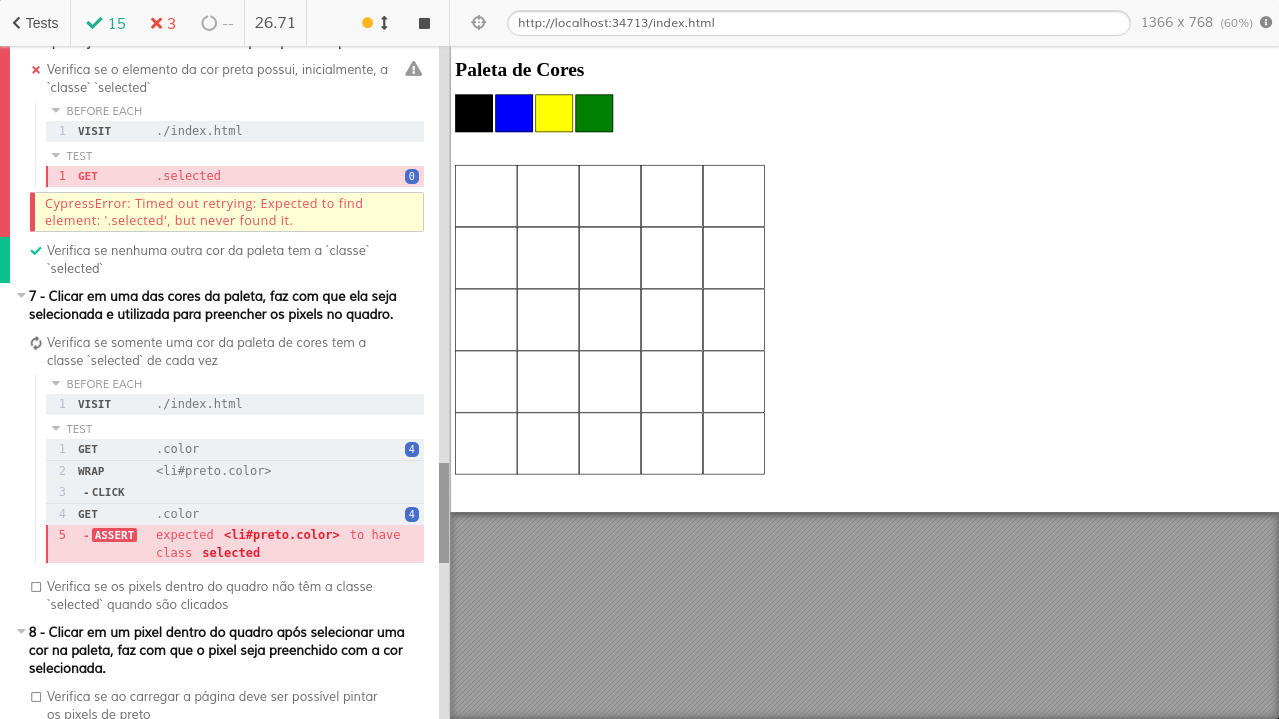 Tests
15
3
--
26.71
http://localhost:34713/index.html
1366 x 768 (60%)
Verifica se o elemento da cor preta possui, inicialmente, a
`classe` `selected`
BEFORE EACH
1 VISIT ./index.html
TEST
1 GET .selected 0
CypressError: Timed out retrying: Expected to find
element: '.selected', but never found it.
Verifica se nenhuma outra cor da paleta tem a `classe`
`selected`
7 - Clicar em uma das cores da paleta, faz com que ela seja
selecionada e utilizada para preencher os pixels no quadro.
Verifica se somente uma cor da paleta de cores tem a
classe `selected` de cada vez
BEFORE EACH
1 VISIT ./index.html
TEST
1 GET .color 4
2 WRAP <li#preto.color>
3 -CLICK
4 GET .color 4
5 -ASSERT expected <li#preto.color> to have
class selected
Verifica se os pixels dentro do quadro não têm a classe
`selected` quando são clicados
8 - Clicar em um pixel dentro do quadro após selecionar uma
cor na paleta, faz com que o pixel seja preenchido com a cor
selecionada.
Verifica se ao carregar a página deve ser possível pintar
os pixels de preto
Paleta de Cores